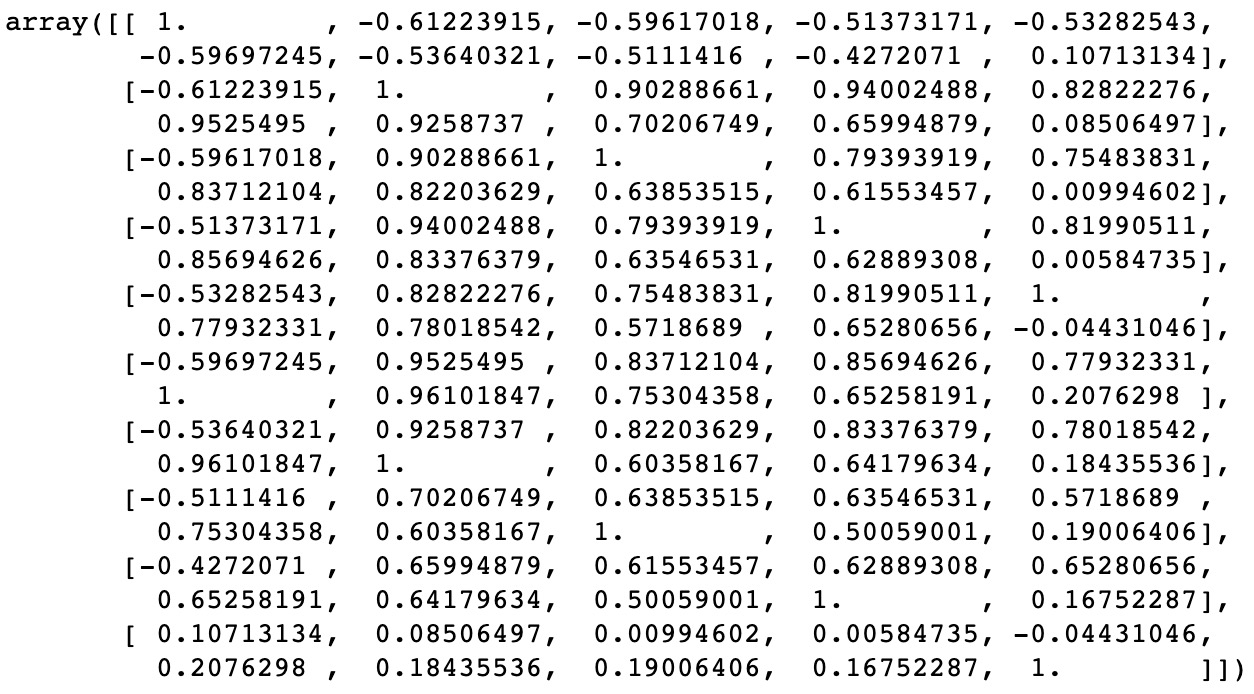 array([[ 1.        , -0.61223915, -0.59617018, -0.51373171, -0.53282543,
        -0.59697245, -0.53640321, -0.5111416 , -0.4272071 ,  0.10713134],
       [-0.61223915,  1.        ,  0.90288661,  0.94002488,  0.82822276,
         0.9525495 ,  0.9258737 ,  0.70206749,  0.65994879,  0.08506497],
       [-0.59617018,  0.90288661,  1.        ,  0.79393919,  0.75483831,
         0.83712104,  0.82203629,  0.63853515,  0.61553457,  0.00994602],
       [-0.51373171,  0.94002488,  0.79393919,  1.        ,  0.81990511,
         0.85694626,  0.83376379,  0.63546531,  0.62889308,  0.00584735],
       [-0.53282543,  0.82822276,  0.75483831,  0.81990511,  1.        ,
         0.77932331,  0.78018542,  0.5718689 ,  0.65280656, -0.04431046],
       [-0.59697245,  0.9525495 ,  0.83712104,  0.85694626,  0.77932331,
         1.        ,  0.96101847,  0.75304358,  0.65258191,  0.2076298 ],
       [-0.53640321,  0.9258737 ,  0.82203629,  0.83376379,  0.78018542,
         0.96101847,  1.        ,  0.60358167,  0.64179634,  0.18435536],
       [-0.5111416 ,  0.70206749,  0.63853515,  0.63546531,  0.5718689 ,
         0.75304358,  0.60358167,  1.        ,  0.50059001,  0.19006406],
       [-0.4272071 ,  0.65994879,  0.61553457,  0.62889308,  0.65280656,
         0.65258191,  0.64179634,  0.50059001,  1.        ,  0.16752287],
       [ 0.10713134,  0.08506497,  0.00994602,  0.00584735, -0.04431046,
         0.2076298 ,  0.18435536,  0.19006406,  0.16752287,  1.        ]])